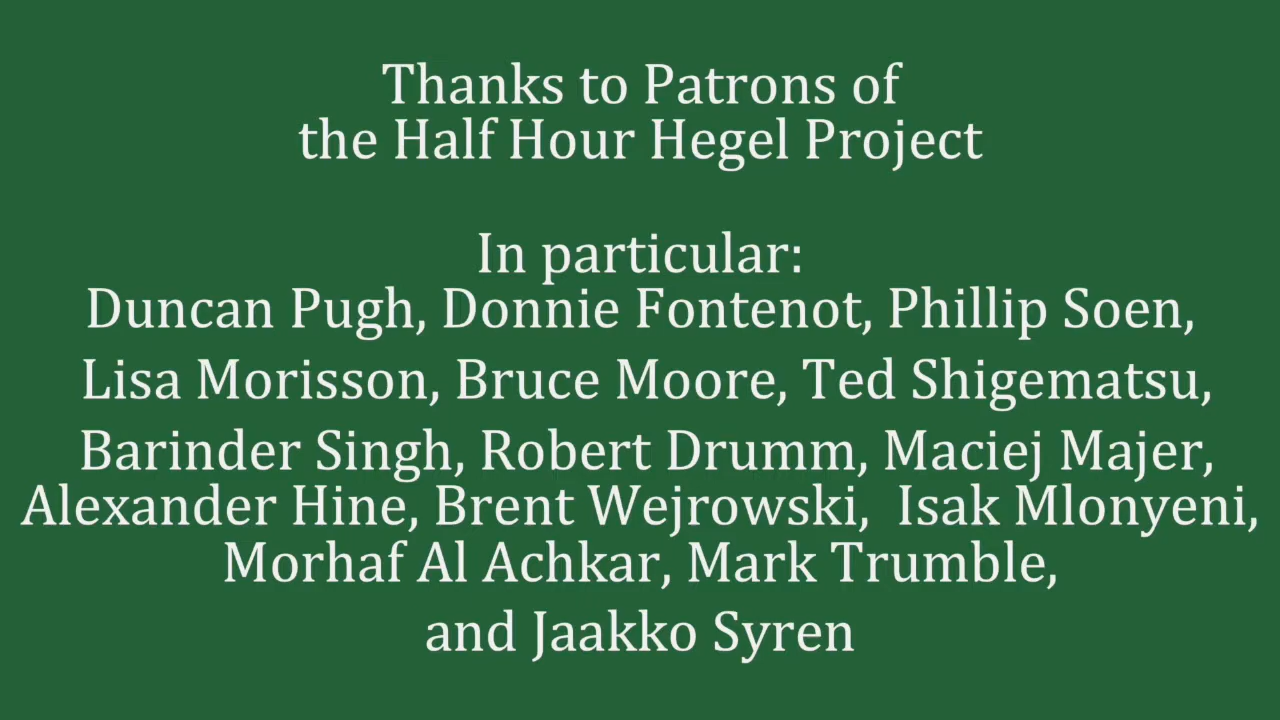 Thanks to Patrons of
the Half Hour Hegel Project
In particular:
Duncan Pugh, Donnie Fontenot, Phillip Soen,
Lisa Morisson, Bruce Moore, Ted Shigematsu,
Barinder Singh, Robert Drumm, Maciej Majer,
Alexander Hine, Brent Wejrowski, Isak Mlonyeni,
Morhaf Al Achkar, Mark Trumble,
and Jaakko Syren